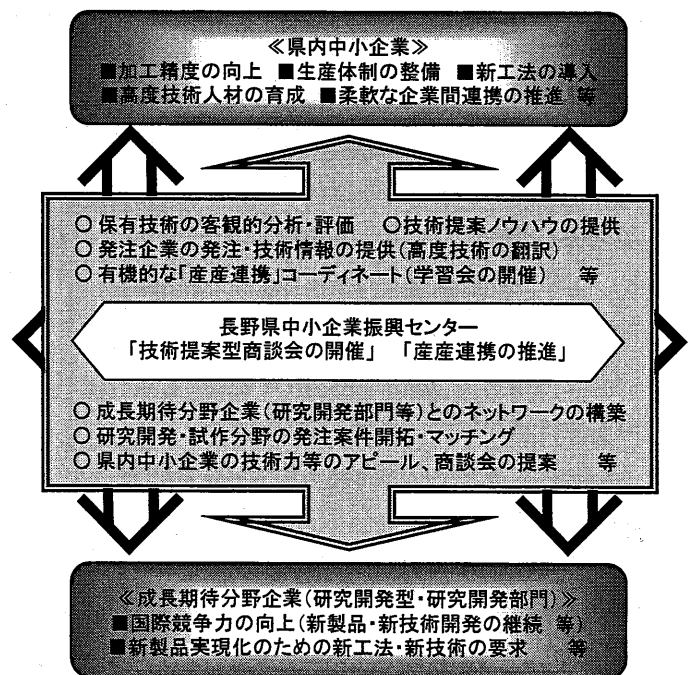 ≪県内中小企業≫
■加工精度の向上 ■生産体制の整備 ■新工法の導入
■高度技術人材の育成 ■柔軟な企業間連携の推進 等
○ 保有技術の客観的分析・評価 ○技術提案ノウハウの提供
○ 発注企業の発注・技術情報の提供(高度技術の翻訳)
○ 有機的な「産産連携」コーディネート(学習会の開催) 等
長野県中小企業振興センター
「技術提案型商談会の開催」 「産産連携の推進」
○ 成長期待分野企業(研究開発部門等)とのネットワークの構築
○ 研究開発・試作分野の発注案件開拓・マッチング
○ 県内中小企業の技術力等のアピール、商談会の提案 等
≪成長期待分野企業(研究開発型・研究開発部門)≫
■国際競争力の向上(新製品・新技術開発の継続 等)
■新製品実現化のための新工法・新技術の要求 等